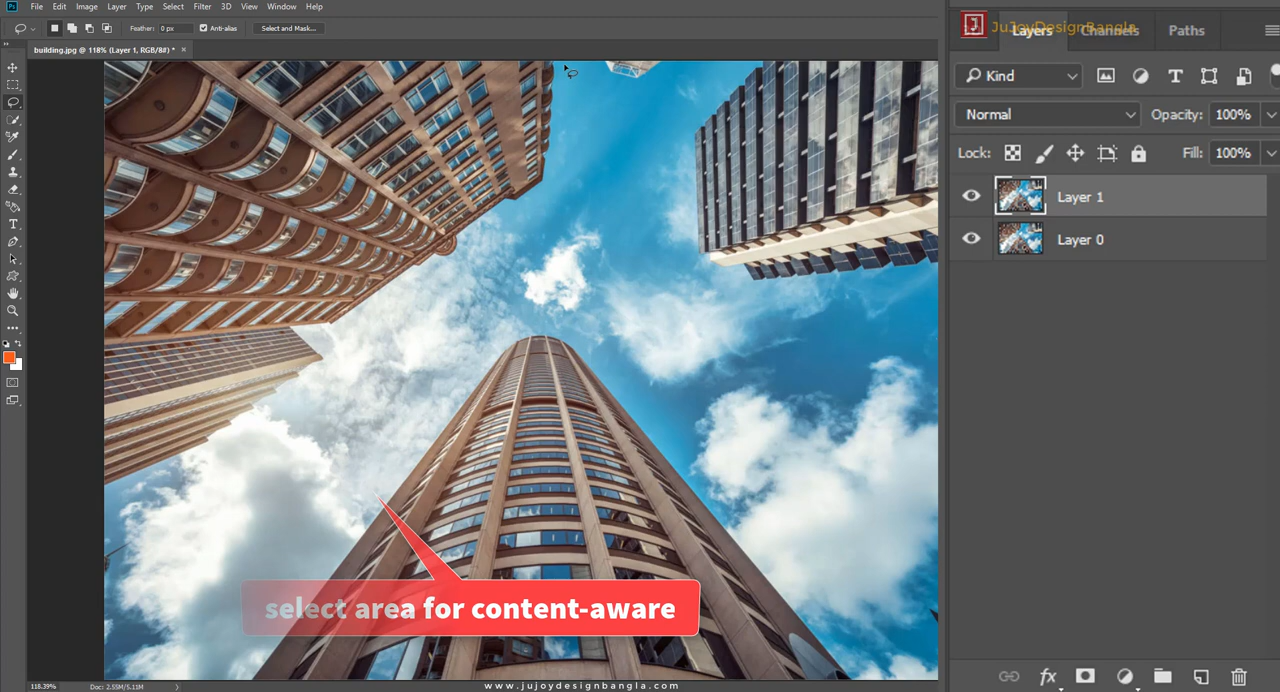 Ps File Edit Image Layer Type Select Filter 3D View Window Help
Feather: 0 px Anti-alias Select and Mask...
building.jpg @ 118% (Layer 1, RGB/8#) * ×
JuJoyDesignBangla
Layers Channels Paths
Kind
Normal Opacity: 100%
Lock: Fill: 100%
Layer 1
Layer 0
select area for content-aware
118.39% Doc: 2.55M/5.11M
www.jujoydesignbangla.com
fx